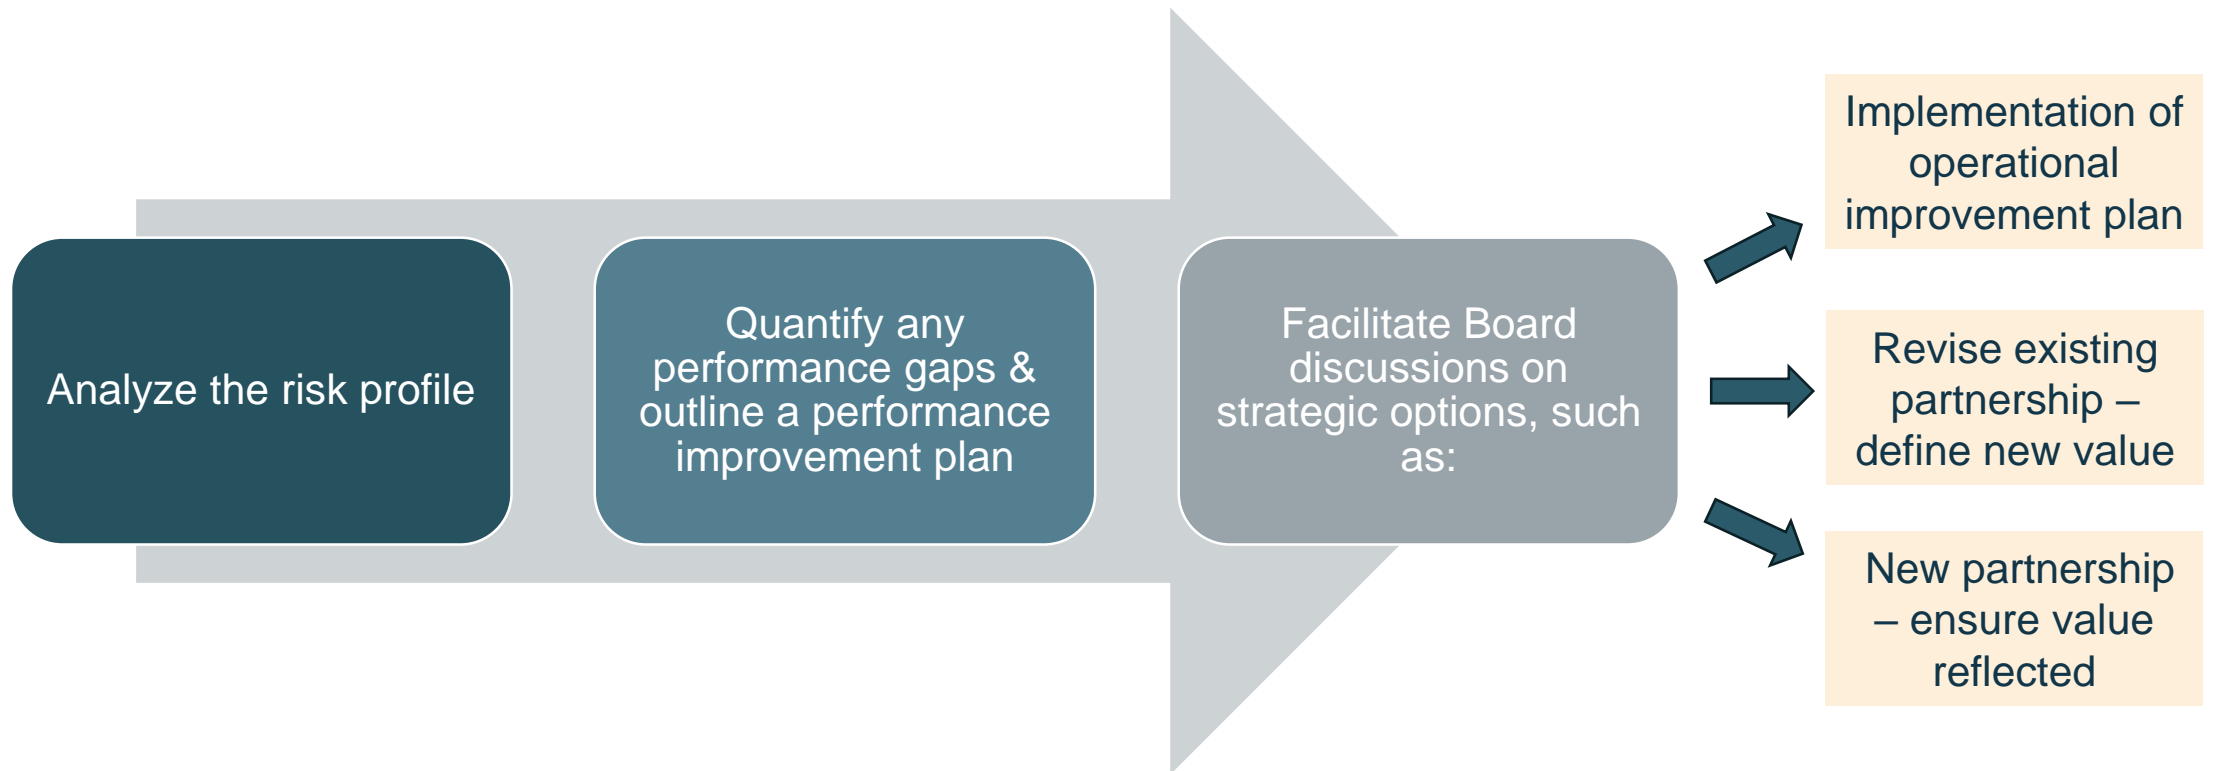 Analyze the risk profile
Quantify any
performance gaps &
outline a performance
improvement plan
Facilitate Board
discussions on
strategic options, such
as:
Implementation of
operational
improvement plan
Revise existing
partnership –
define new value
New partnership
– ensure value
reflected